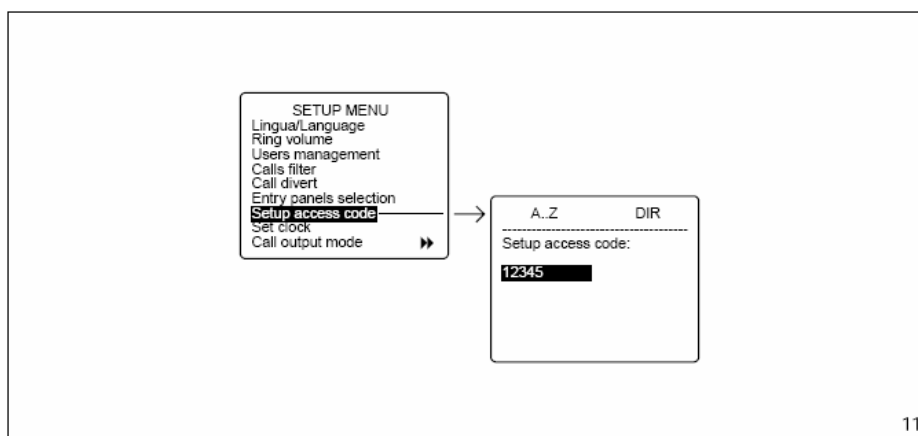 SETUP MENU
Lingua/Language
Ring volume
Users management
Calls filter
Call divert
Entry panels selection
Setup access code
Set clock
Call output mode
A..Z DIR
Setup access code:
12345
11